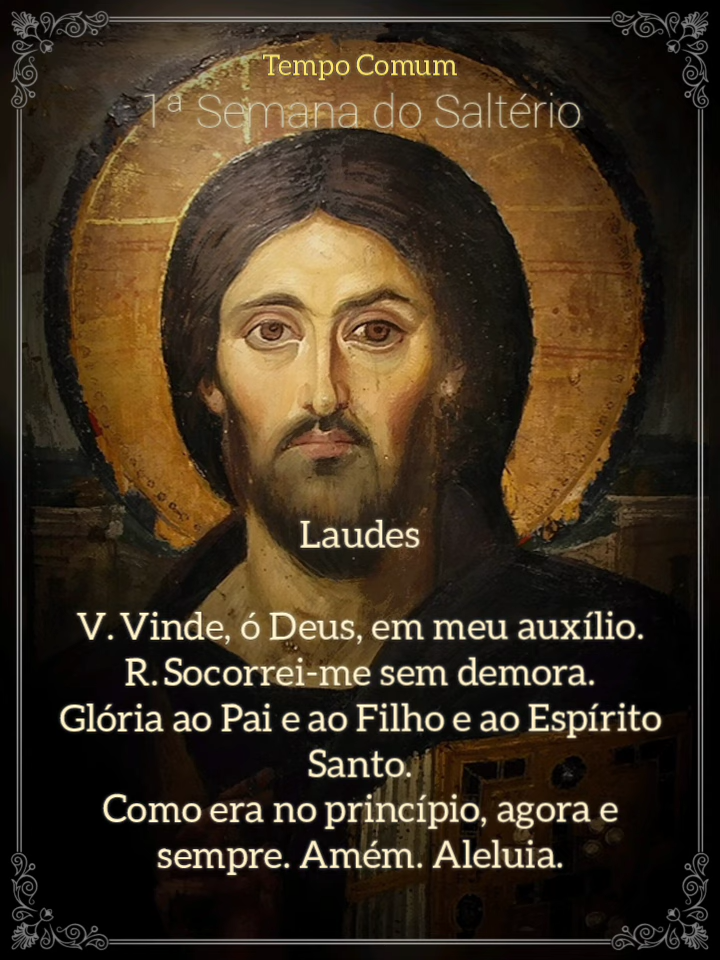 Tempo Comum
1ª Semana do Saltério
Laudes
V. Vinde, ó Deus, em meu auxílio.
R. Socorrei-me sem demora.
Glória ao Pai e ao Filho e ao Espírito
Santo.
Como era no princípio, agora e
sempre. Amém. Aleluia.